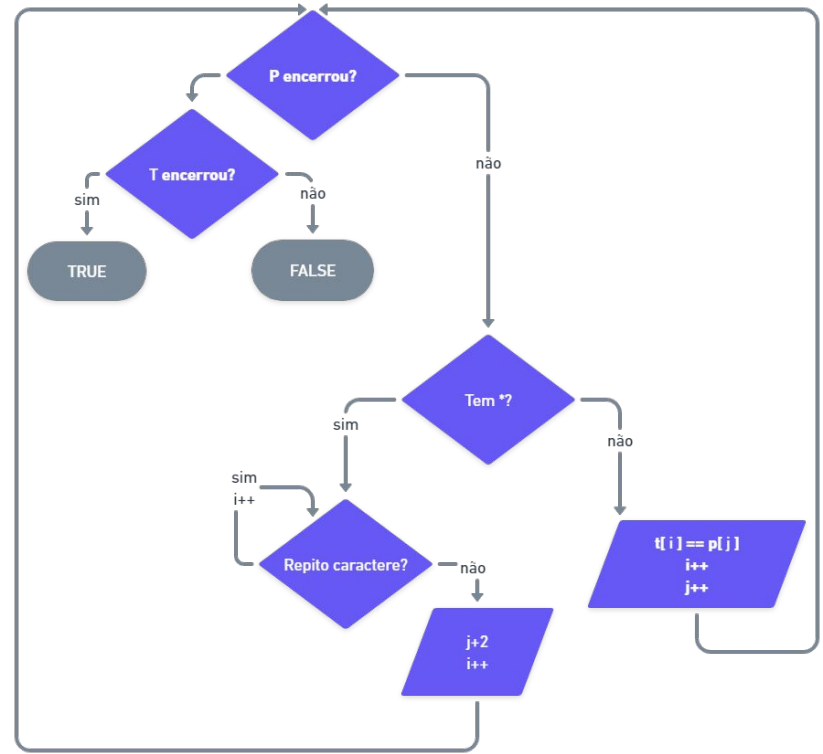 P encerrou?
T encerrou?
não
sim
não
TRUE
FALSE
Tem *?
sim
não
sim
i++
t[ i ] == p[ j ]
i++
j++
Repito caractere?
não
j+2
i++